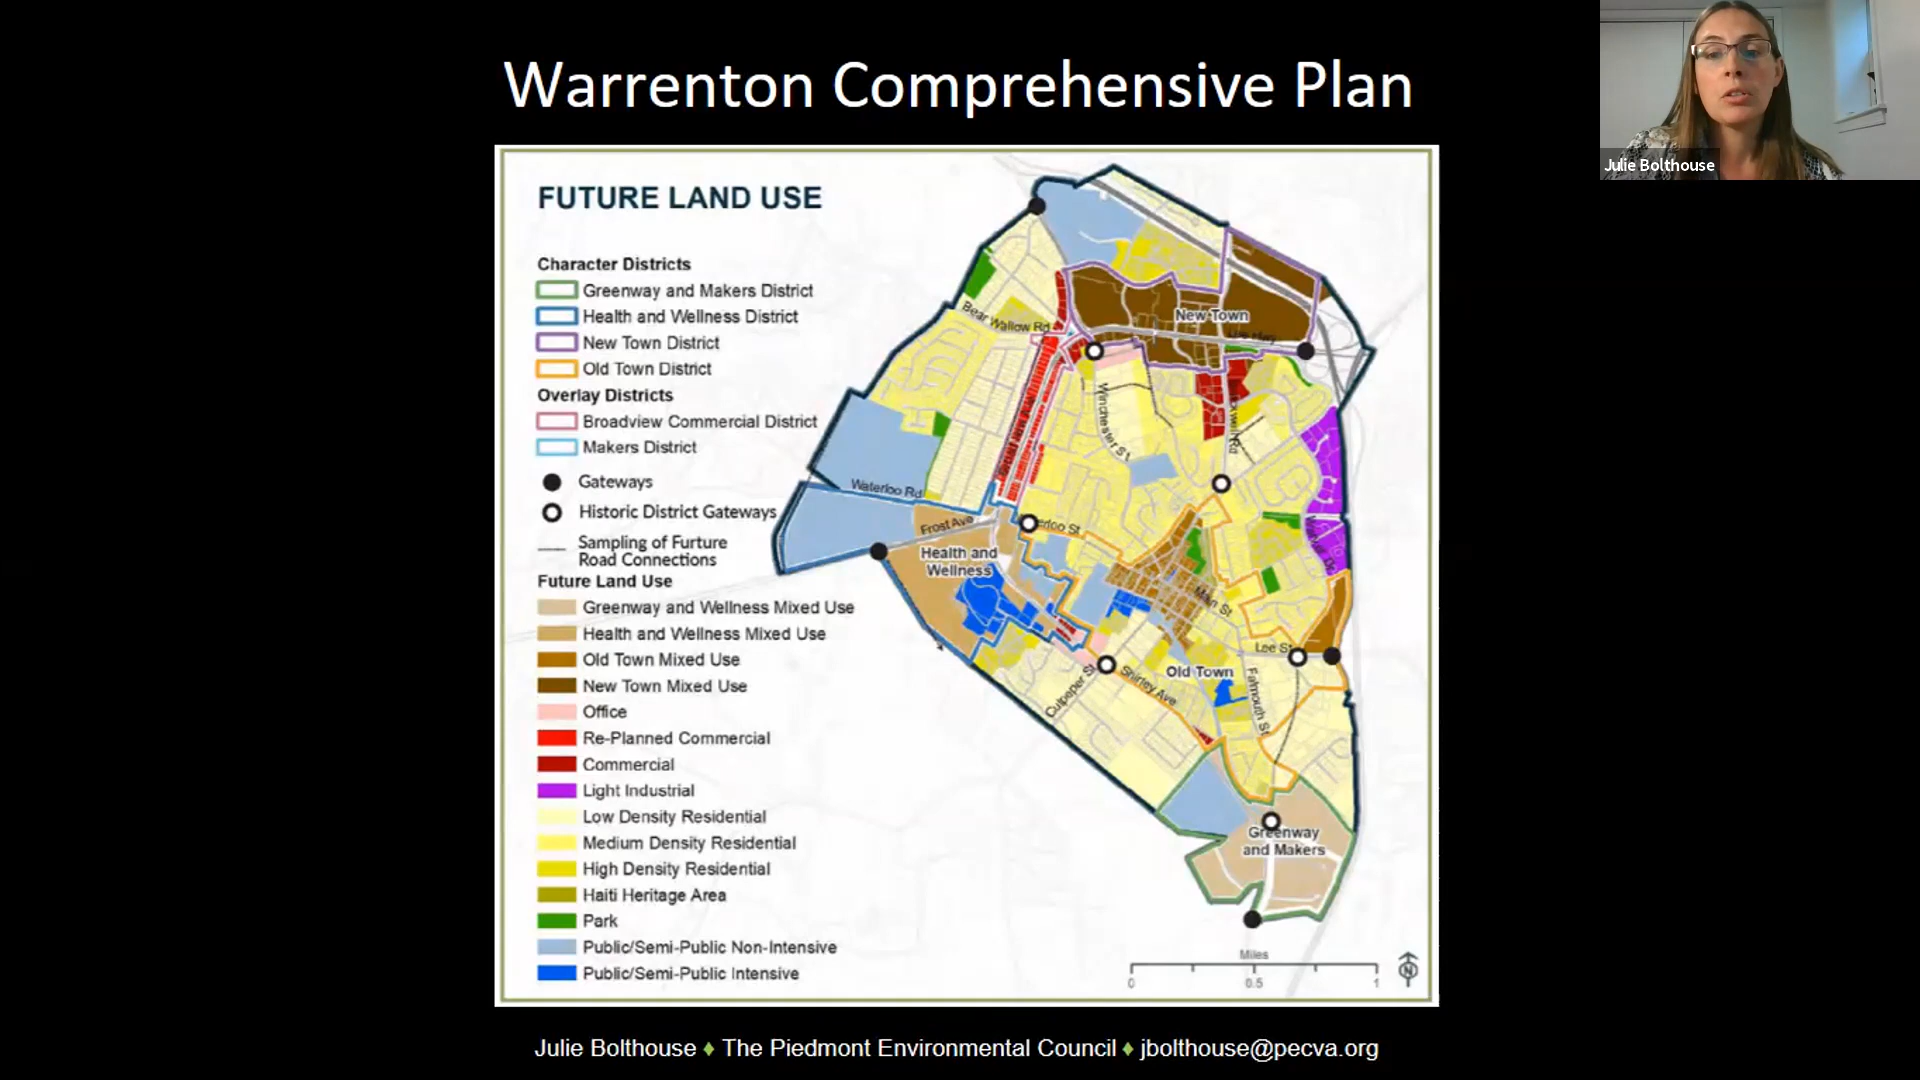 Warrenton Comprehensive Plan
Julie Bolthouse
FUTURE LAND USE
Character Districts
Greenway and Makers District
Health and Wellness District
New Town District
Old Town District
Overlay Districts
Broadview Commercial District
Makers District
Gateways
Historic District Gateways
Sampling of Furture
Road Connections
Future Land Use
Greenway and Wellness Mixed Use
Health and Wellness Mixed Use
Old Town Mixed Use
New Town Mixed Use
Office
Re-Planned Commercial
Commercial
Light Industrial
Low Density Residential
Medium Density Residential
High Density Residential
Haiti Heritage Area
Park
Public/Semi-Public Non-Intensive
Public/Semi-Public Intensive
Bear Wallow Rd
New Town
Winchester St
Waterloo Rd
Frost Ave
Health and
Wellness
Main St
Lee St
Old Town
Culpeper St
Shirley Ave
Falmouth St
Greenway
and Makers
Miles
0
0.5
1
N
Julie Bolthouse ♦ The Piedmont Environmental Council ♦ jbolthouse@pecva.org